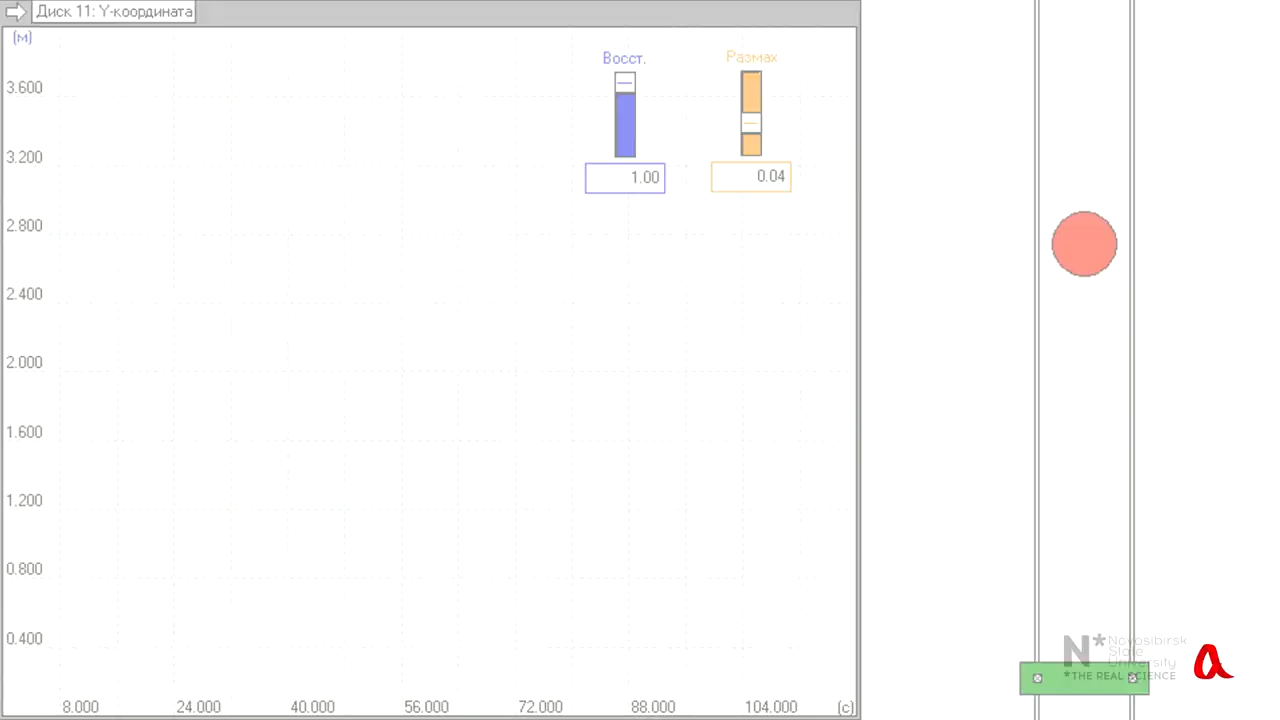 Диск 11: Y-координата
(м)
Восст.
Размах
3.600
3.200
1.00
0.04
2.800
2.400
2.000
1.600
1.200
0.800
0.400
8.000 24.000 40.000 56.000 72.000 88.000 104.000 (с)
N* Novosibirsk
State
University
*THE REAL SCIENCE
a